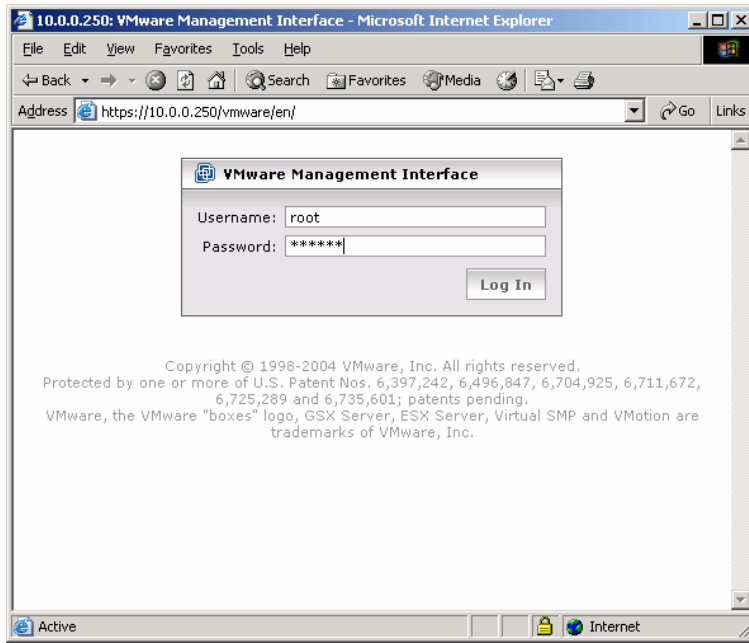 10.0.0.250: VMware Management Interface - Microsoft Internet Explorer
File Edit View Favorites Tools Help
Back Search Favorites Media
Address https://10.0.0.250/vmware/en/ Go Links
VMware Management Interface
Username: root
Password: ******
Log In
Copyright © 1998-2004 VMware, Inc. All rights reserved.
Protected by one or more of U.S. Patent Nos. 6,397,242, 6,496,847, 6,704,925, 6,711,672,
6,725,289 and 6,735,601; patents pending.
VMware, the VMware "boxes" logo, GSX Server, ESX Server, Virtual SMP and VMotion are
trademarks of VMware, Inc.
Active Internet